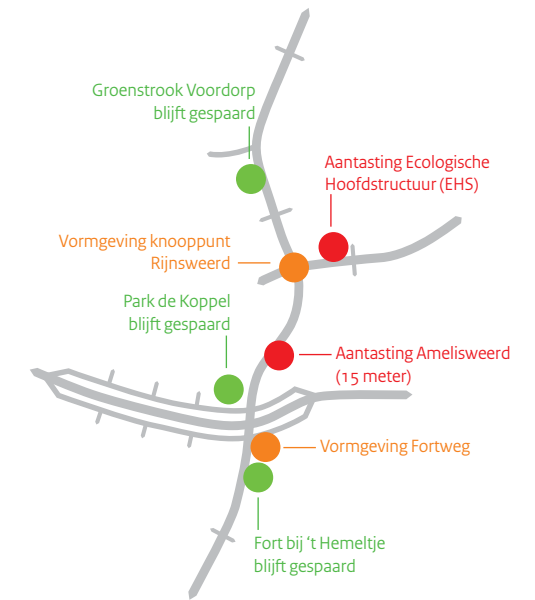 Groenstrook Voordorp
blijft gespaard
Aantasting Ecologische
Hoofdstructuur (EHS)
Vormgeving knooppunt
Rijnsweerd
Park de Koppel
blijft gespaard
Aantasting Amelisweerd
(15 meter)
Vormgeving Fortweg
Fort bij ‘t Hemeltje
blijft gespaard